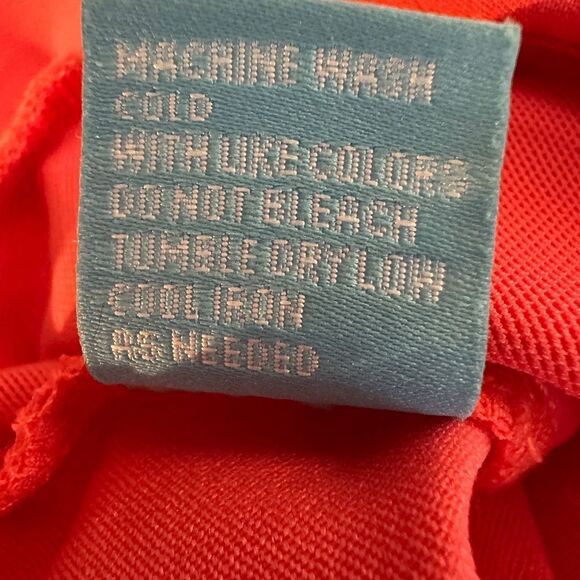 MACHINE WASH
COLD
WITH LIKE COLORS
DO NOT BLEACH
TUMBLE DRY LOW
COOL IRON
AS NEEDED